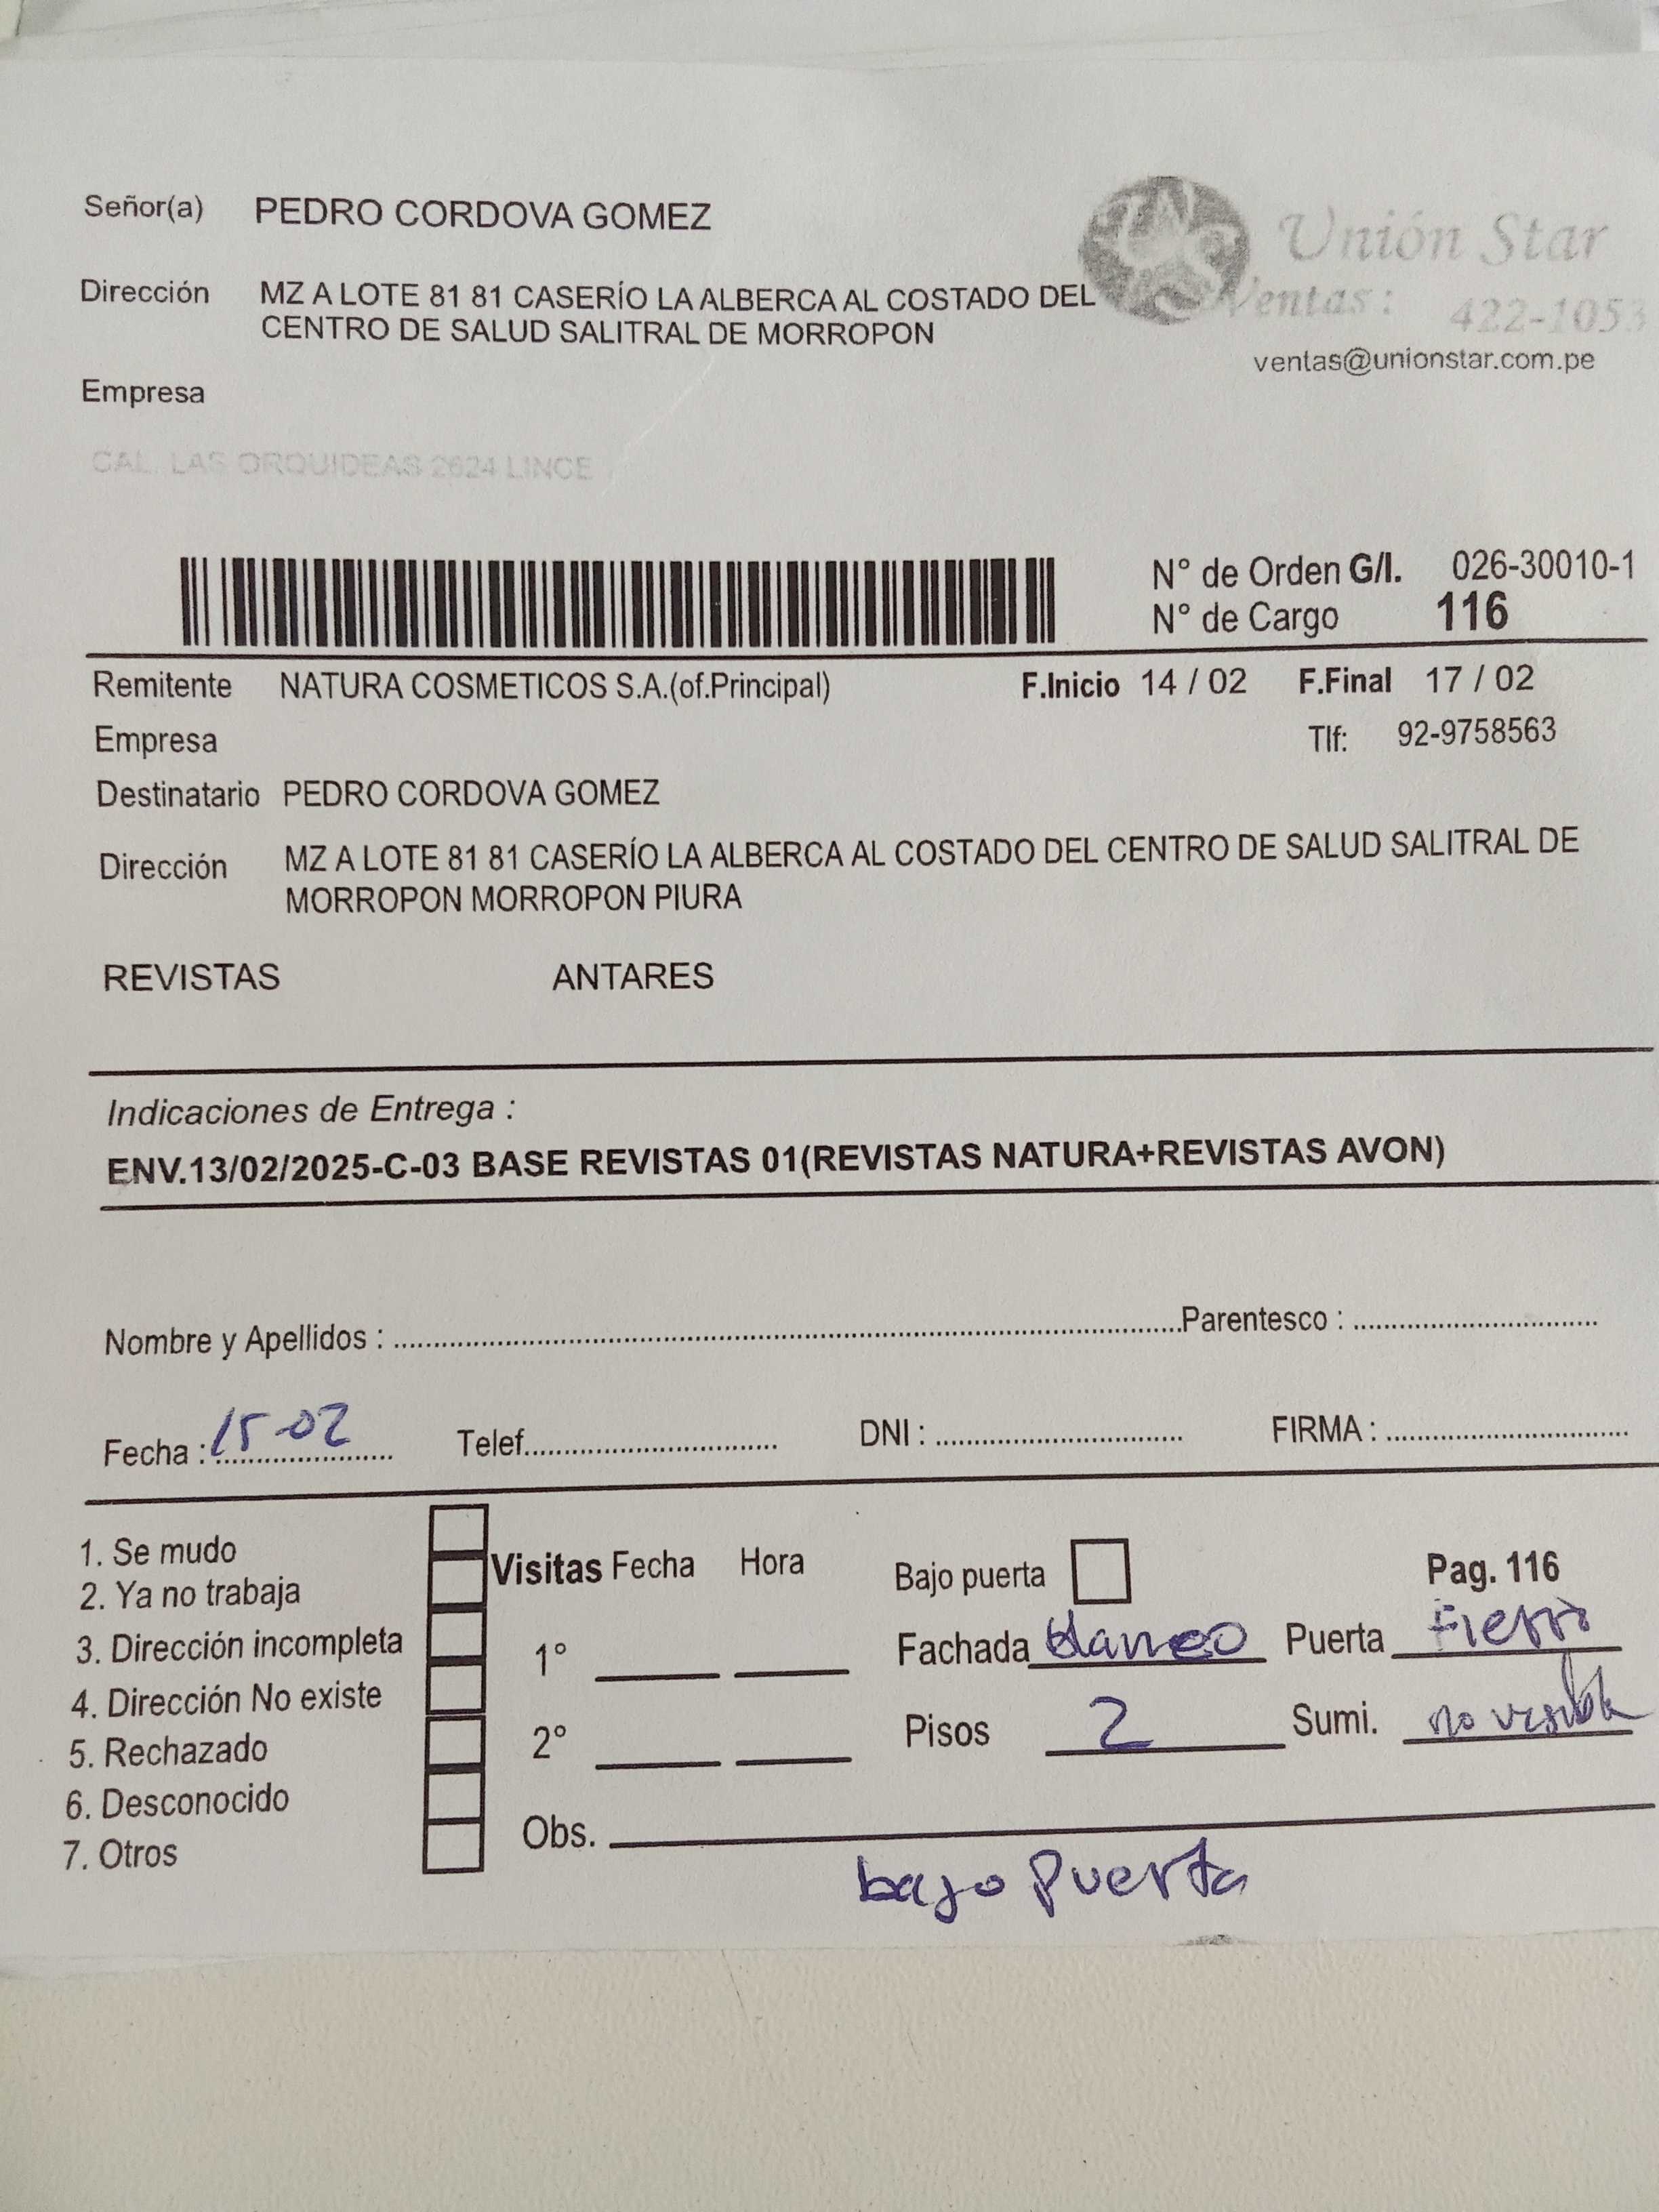 Señor(a) PEDRO CORDOVA GOMEZ
Unión Star
Dirección MZ A LOTE 81 81 CASERÍO LA ALBERCA AL COSTADO DEL
CENTRO DE SALUD SALITRAL DE MORROPON
Ventas: 422-1053
ventas@unionstar.com.pe
Empresa
CAL. LAS ORQUIDEAS 2624 LINCE
N° de Orden G/I. 026-30010-1
N° de Cargo 116
Remitente NATURA COSMETICOS S.A.(of.Principal) F.Inicio 14 / 02 F.Final 17 / 02
Empresa Tlf: 92-9758563
Destinatario PEDRO CORDOVA GOMEZ
Dirección MZ A LOTE 81 81 CASERÍO LA ALBERCA AL COSTADO DEL CENTRO DE SALUD SALITRAL DE
MORROPON MORROPON PIURA
REVISTAS ANTARES
Indicaciones de Entrega :
ENV.13/02/2025-C-03 BASE REVISTAS 01(REVISTAS NATURA+REVISTAS AVON)
Nombre y Apellidos : Parentesco :
Fecha : 15-02 Telef. DNI : FIRMA :
1. Se mudo
2. Ya no trabaja
3. Dirección incompleta
4. Dirección No existe
5. Rechazado
6. Desconocido
7. Otros
Visitas Fecha Hora
1°
2°
Obs.
Bajo puerta Pag. 116
Fachada blanco Puerta Fierro
Pisos 2 Sumi. no visible
bajo puerta